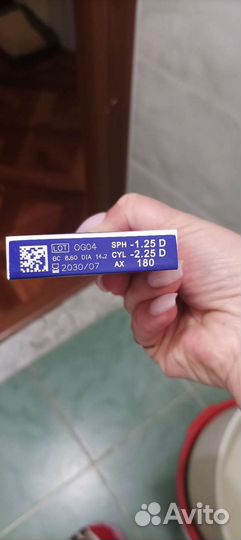 LOT OG04 SPH -1.25 D
BC 8.60 DIA 14.2 CYL -2.25 D
2030/07 AX 180
Avito